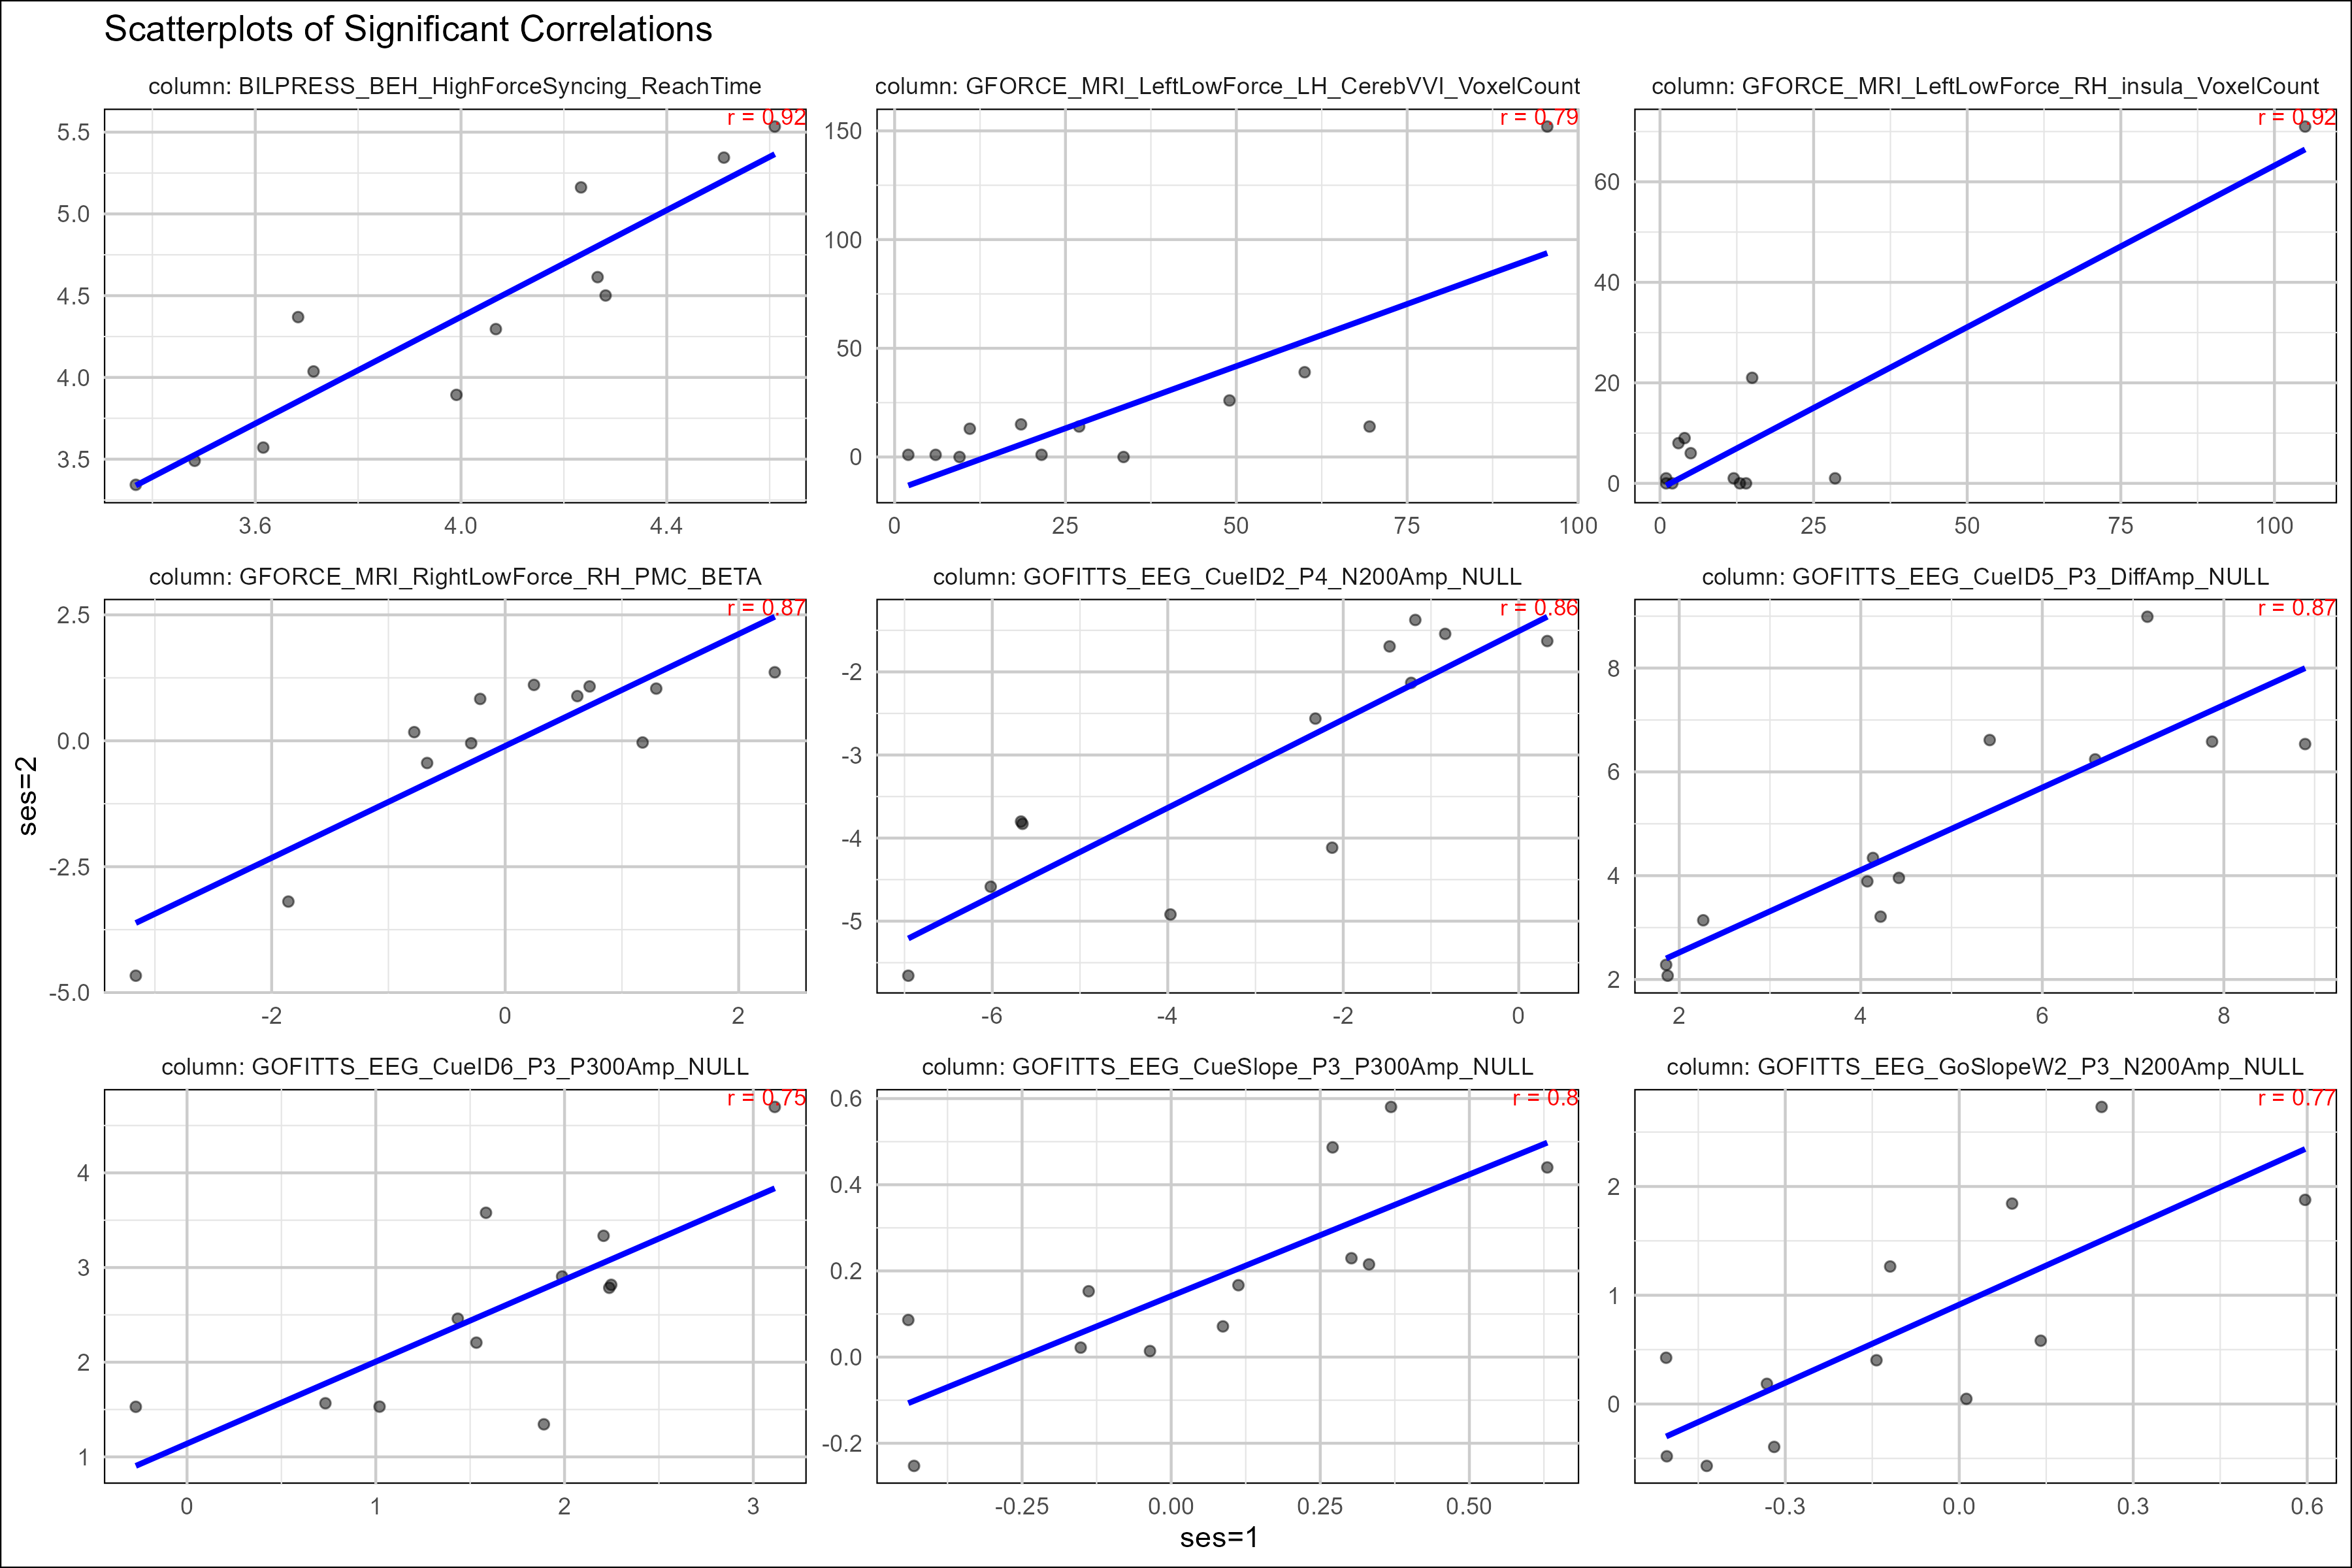 Scatterplots of Significant Correlations
column: BILPRESS_BEH_HighForceSyncing_ReachTime
column: GFORCE_MRI_LeftLowForce_LH_CerebVVI_VoxelCount
column: GFORCE_MRI_LeftLowForce_RH_insula_VoxelCount
r = 0.92
r = 0.79
r = 0.92
5.5
5.0
4.5
4.0
3.5
150
100
50
0
60
40
20
0
3.6 4.0 4.4
0 25 50 75 100
0 25 50 75 100
column: GFORCE_MRI_RightLowForce_RH_PMC_BETA
column: GOFITTS_EEG_CueID2_P4_N200Amp_NULL
column: GOFITTS_EEG_CueID5_P3_DiffAmp_NULL
r = 0.87
r = 0.86
r = 0.87
2.5
0.0
-2.5
-5.0
-2
-3
-4
-5
8
6
4
2
-2 0 2
-6 -4 -2 0
2 4 6 8
column: GOFITTS_EEG_CueID6_P3_P300Amp_NULL
column: GOFITTS_EEG_CueSlope_P3_P300Amp_NULL
column: GOFITTS_EEG_GoSlopeW2_P3_N200Amp_NULL
r = 0.75
r = 0.8
r = 0.77
4
3
2
1
0.6
0.4
0.2
0.0
-0.2
2
1
0
0 1 2 3
-0.25 0.00 0.25 0.50
-0.3 0.0 0.3 0.6
ses=2
ses=1